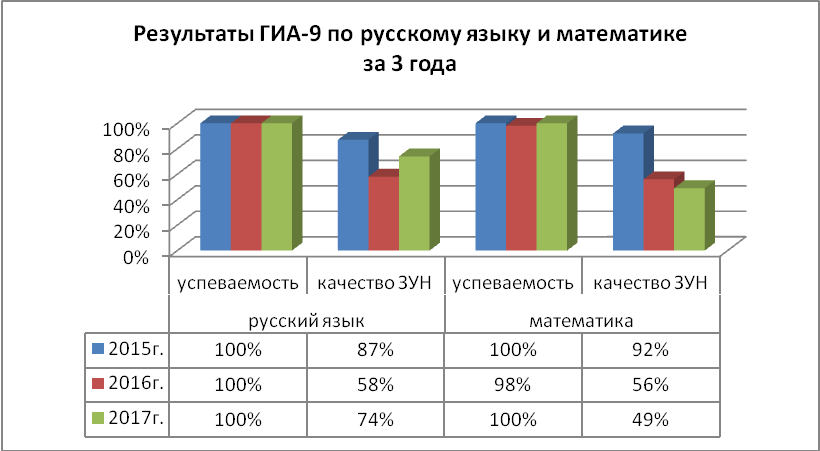 Результаты ГИА-9 по русскому языку и математике
за 3 года
100%
80%
60%
40%
20%
0%
успеваемость качество ЗУН успеваемость качество ЗУН
русский язык математика
2015г. 100% 87% 100% 92%
2016г. 100% 58% 98% 56%
2017г. 100% 74% 100% 49%